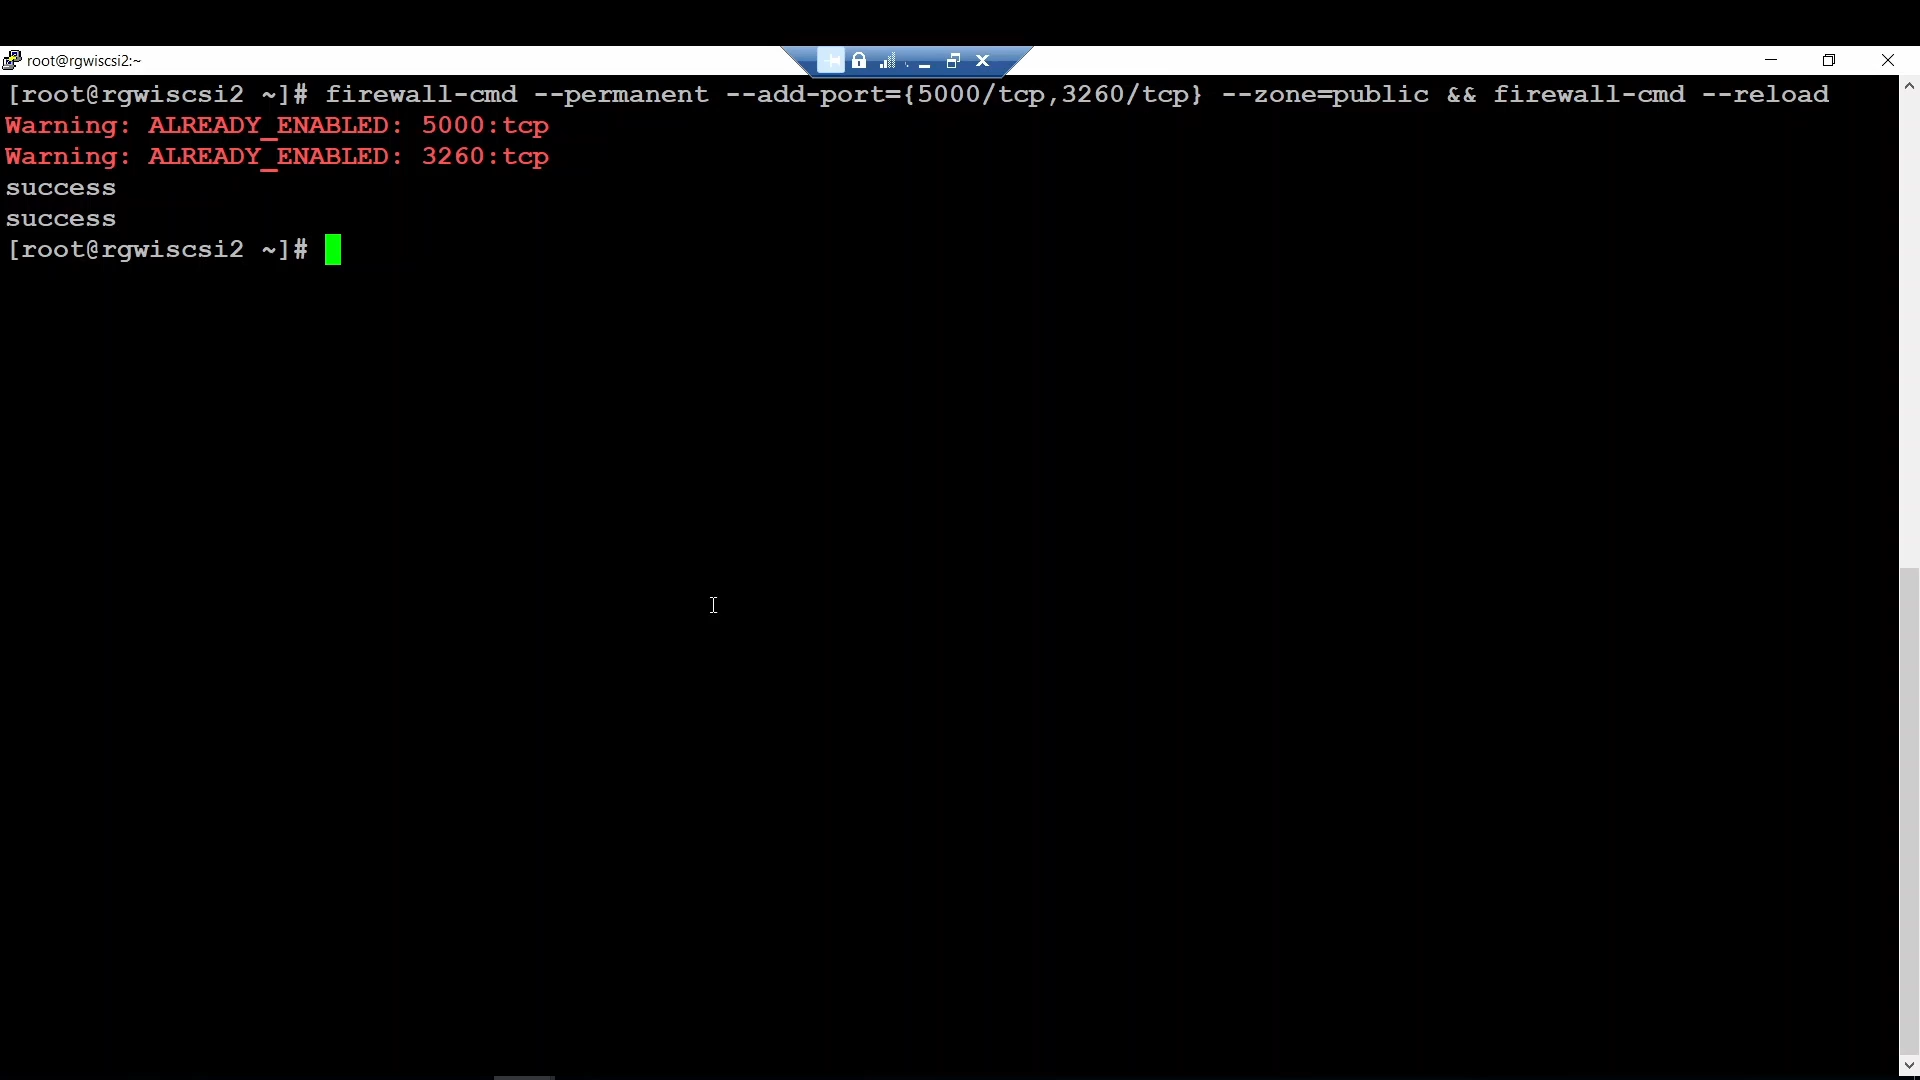 root@rgwiscsi2:~
[root@rgwiscsi2 ~]# firewall-cmd --permanent --add-port={5000/tcp,3260/tcp} --zone=public && firewall-cmd --reload
Warning: ALREADY_ENABLED: 5000:tcp
Warning: ALREADY_ENABLED: 3260:tcp
success
success
[root@rgwiscsi2 ~]#